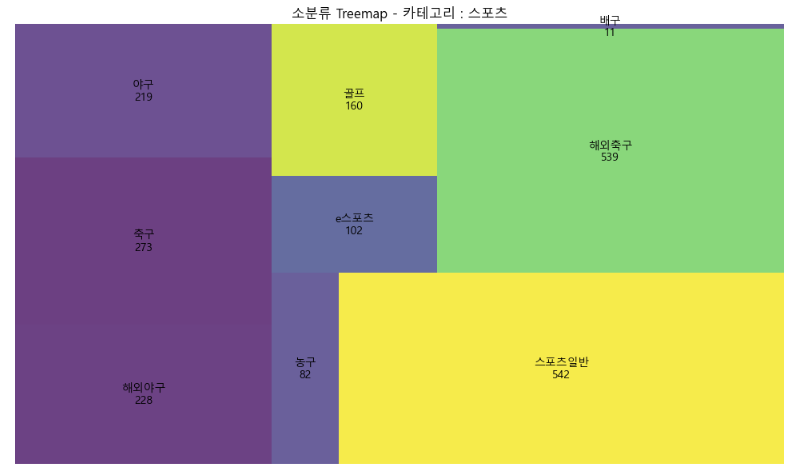 소분류 Treemap - 카테고리 : 스포츠
배구
11
야구
219
골프
160
해외축구
539
축구
273
e스포츠
102
농구
82
스포츠일반
542
해외야구
228